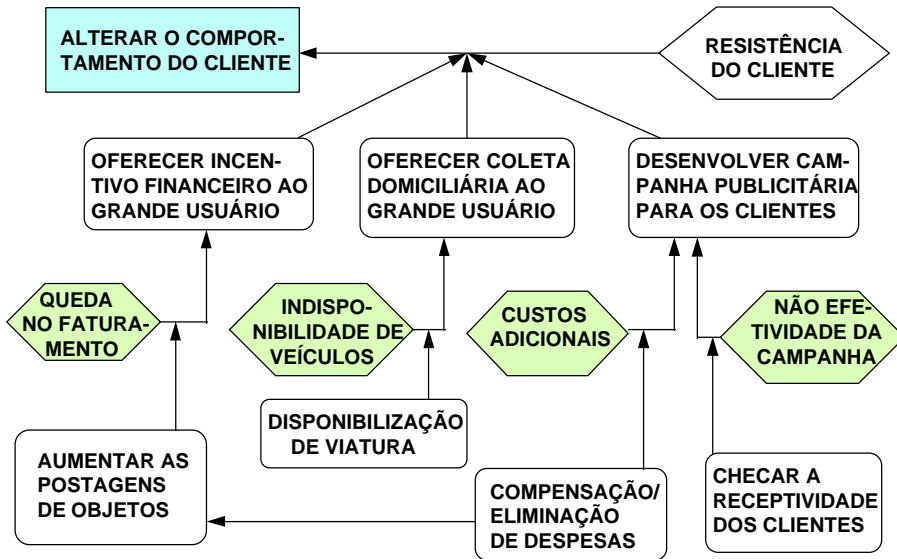 ALTERAR O COMPOR-
TAMENTO DO CLIENTE
RESISTÊNCIA
DO CLIENTE
OFERECER INCEN-
TIVO FINANCEIRO AO
GRANDE USUÁRIO
OFERECER COLETA
DOMICILIÁRIA AO
GRANDE USUÁRIO
DESENVOLVER CAM-
PANHA PUBLICITÁRIA
PARA OS CLIENTES
QUEDA
NO FATURA-
MENTO
INDISPO-
NIBILIDADE DE
VEÍCULOS
CUSTOS
ADICIONAIS
NÃO EFE-
TIVIDADE DA
CAMPANHA
AUMENTAR AS
POSTAGENS
DE OBJETOS
DISPONIBILIZAÇÃO
DE VIATURA
COMPENSAÇÃO/
ELIMINAÇÃO
DE DESPESAS
CHECAR A
RECEPTIVIDADE
DOS CLIENTES